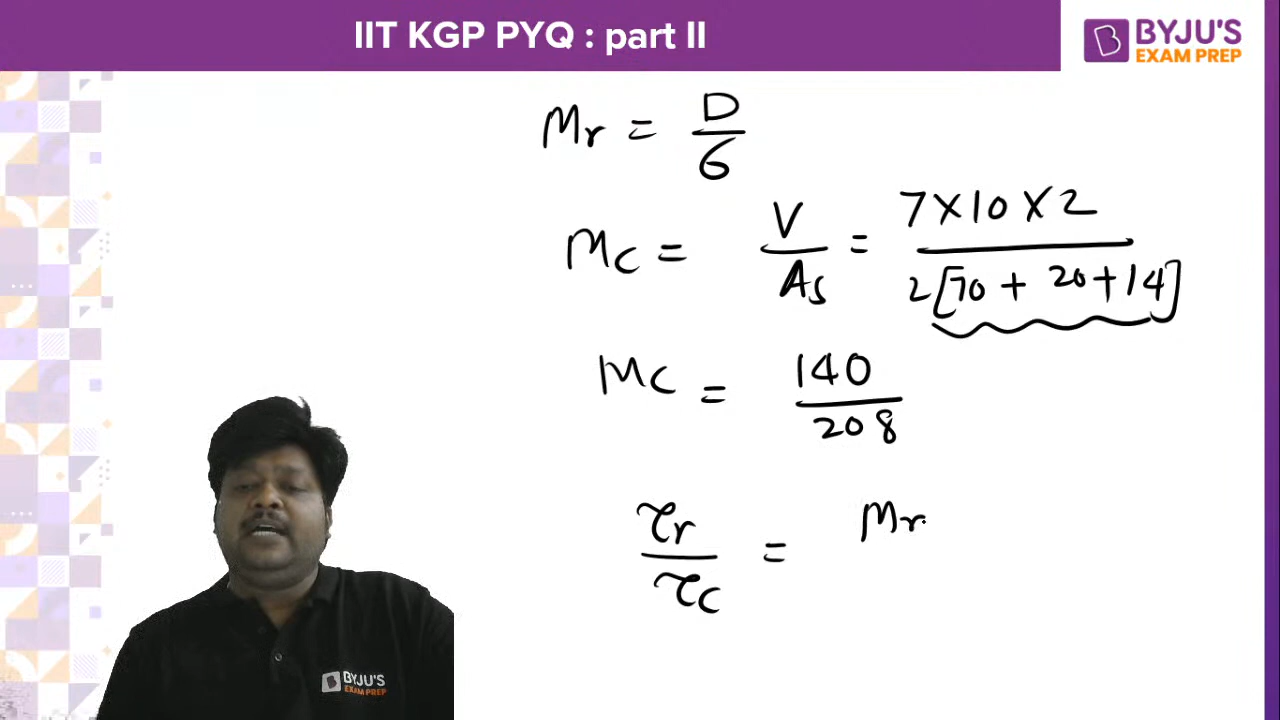 IIT KGP PYQ : part II
BYJU'S
EXAM PREP
Mr = D/6
Mc = V/As = 7×10×2/2[70 + 20+14]
Mc = 140/208
τr/τc = Mr
BYJU'S
EXAM PREP